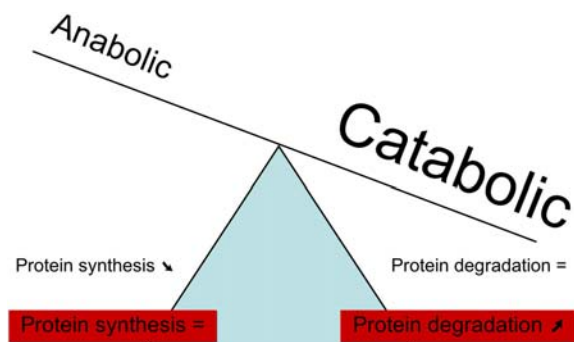 Anabolic
Catabolic
Protein synthesis ➘
Protein degradation =
Protein synthesis =
Protein degradation ➚